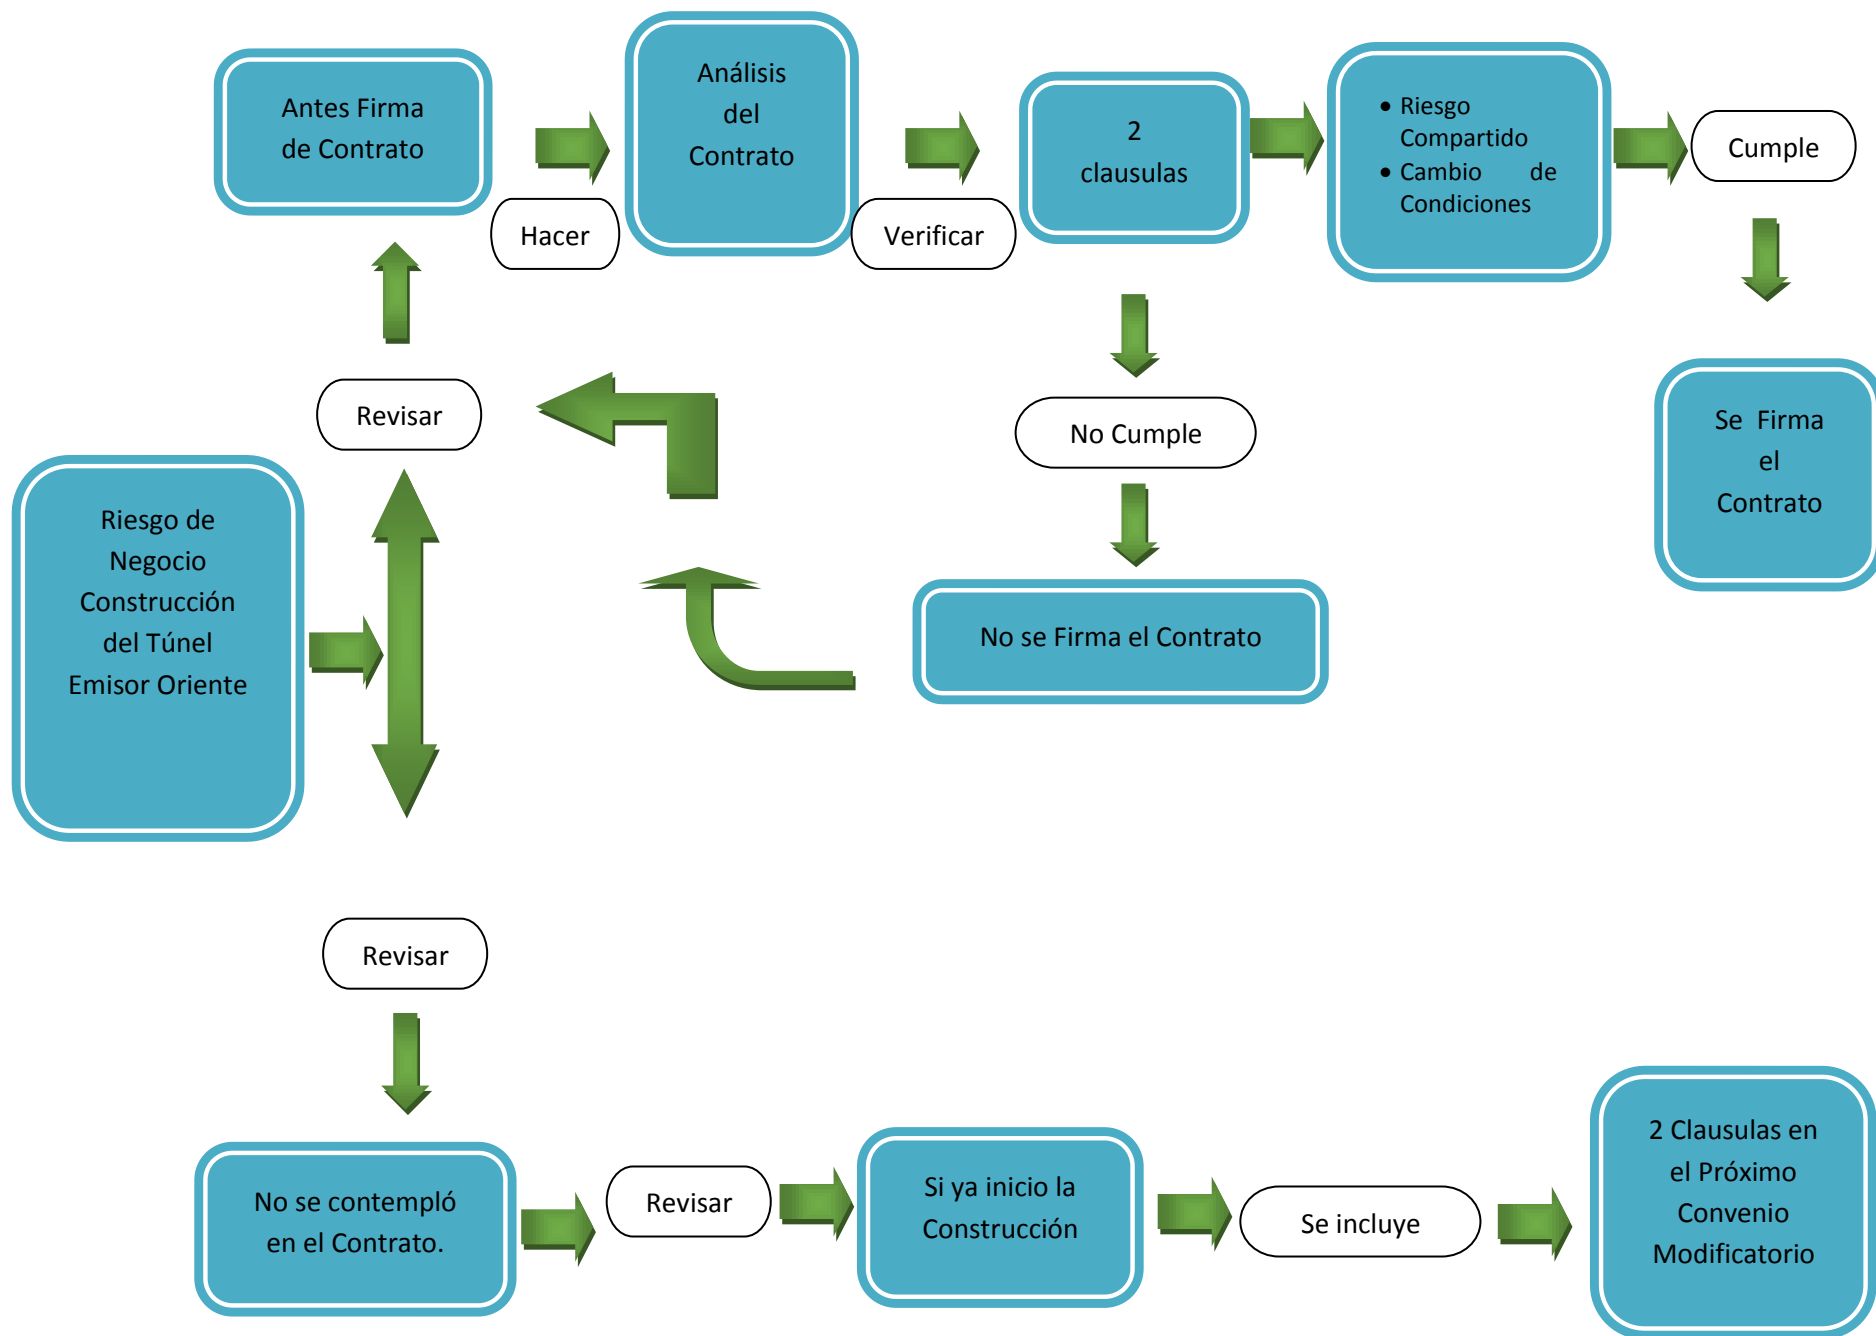 Antes Firma
de Contrato
Hacer
Análisis
del
Contrato
Verificar
2
clausulas
• Riesgo
Compartido
• Cambio de
Condiciones
Cumple
Se Firma
el
Contrato
No Cumple
No se Firma el Contrato
Revisar
Riesgo de
Negocio
Construcción
del Túnel
Emisor Oriente
Revisar
No se contempló
en el Contrato.
Revisar
Si ya inicio la
Construcción
Se incluye
2 Clausulas en
el Próximo
Convenio
Modificatorio